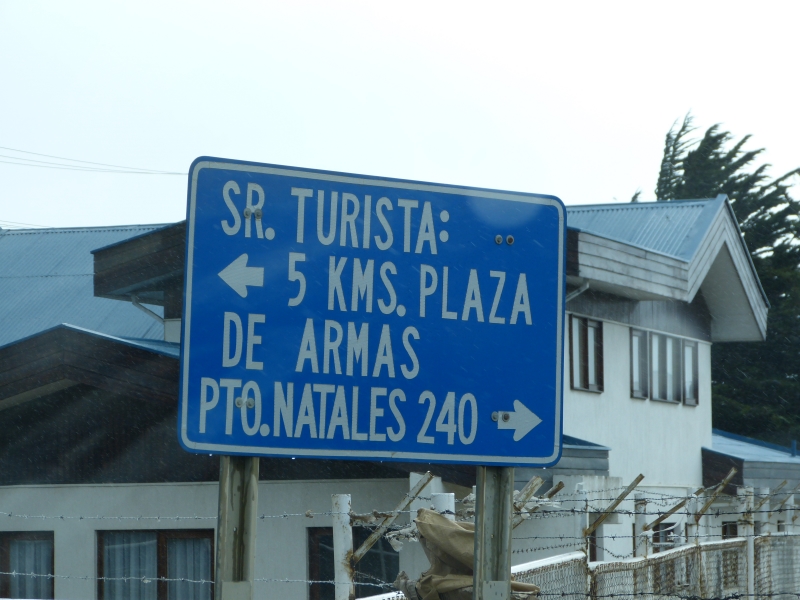 SR. TURISTA:
5 KMS. PLAZA
DE ARMAS
PTO. NATALES 240